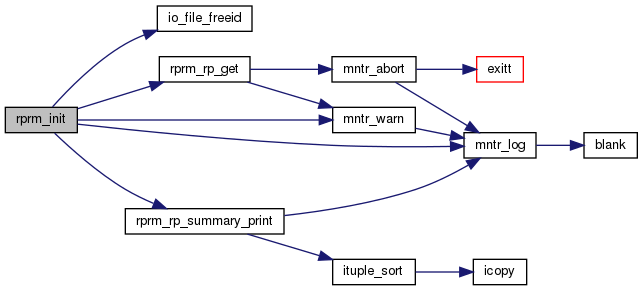 io_file_freeid
rprm_rp_get
mntr_abort
exitt
rprm_init
mntr_warn
mntr_log
blank
rprm_rp_summary_print
ituple_sort
icopy